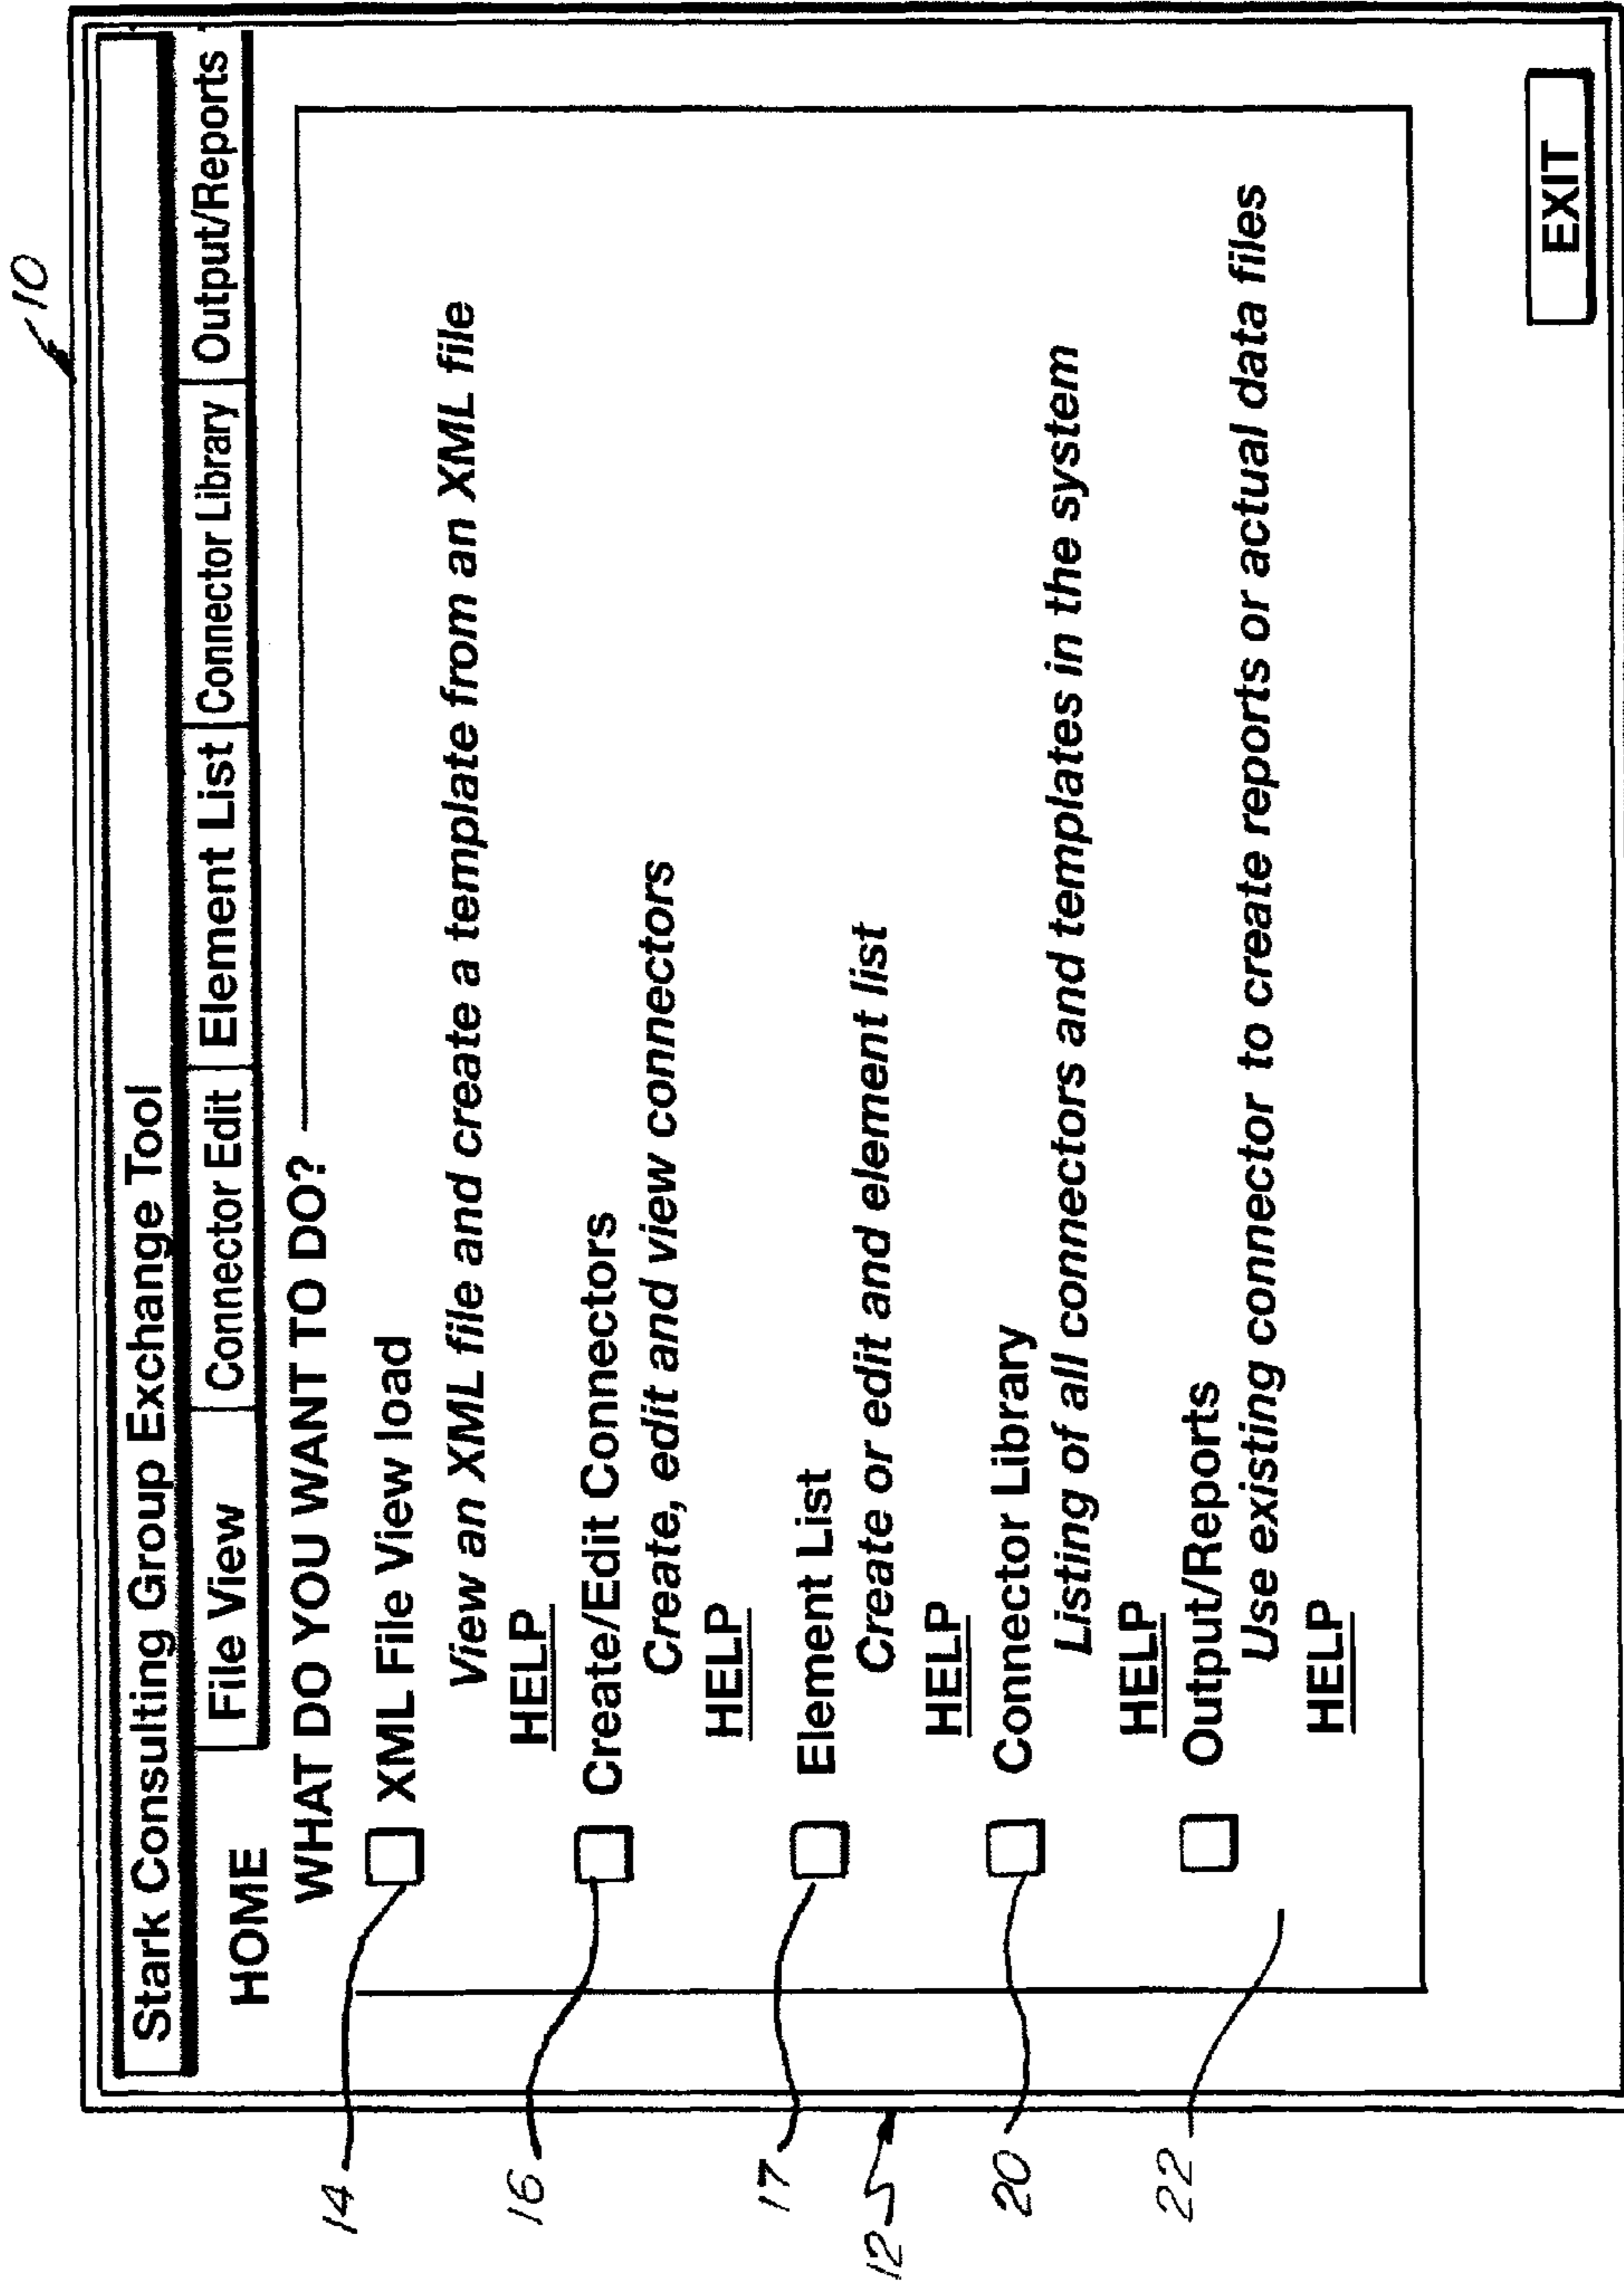 10
Stark Consulting Group Exchange Tool
HOME File View Connector Edit Element List Connector Library Output/Reports
WHAT DO YOU WANT TO DO?
14 XML File View load
View an XML file and create a template from an XML file
HELP
16 Create/Edit Connectors
Create, edit and view connectors
HELP
17 Element List
Create or edit and element list
12
HELP
20 Connector Library
Listing of all connectors and templates in the system
HELP
22 Output/Reports
Use existing connector to create reports or actual data files
HELP
EXIT